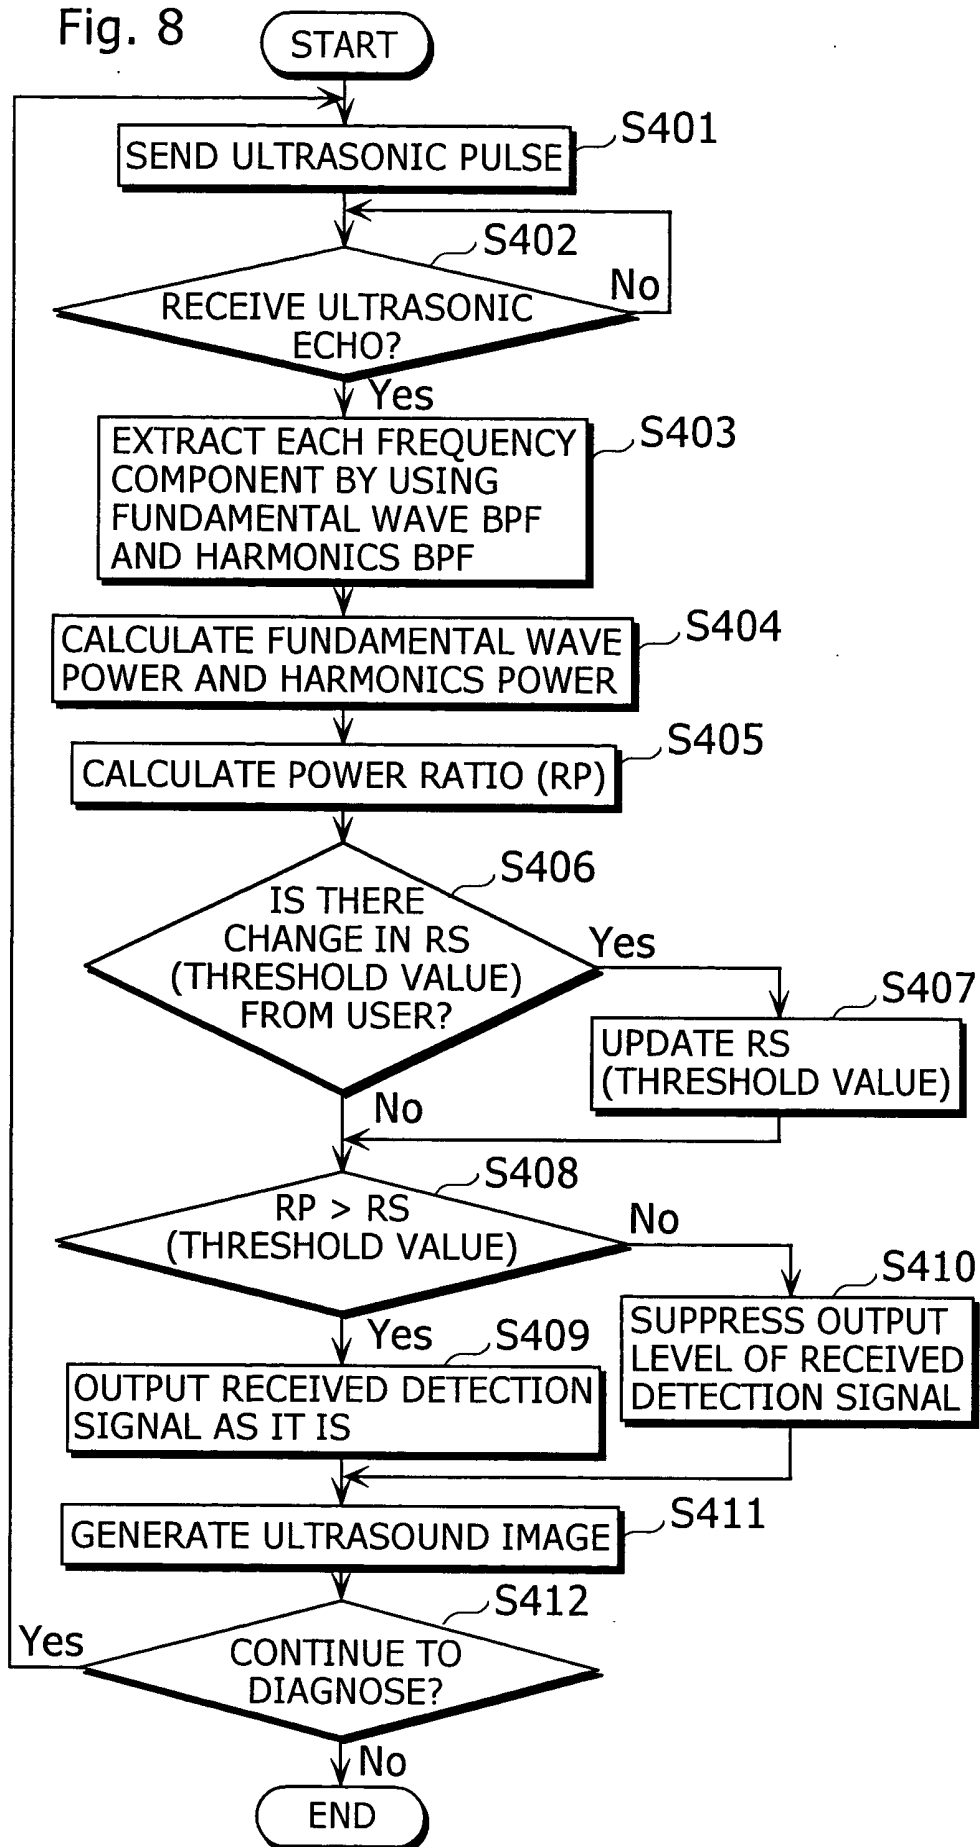 Fig. 8
START
S401
SEND ULTRASONIC PULSE
S402
No
RECEIVE ULTRASONIC
ECHO?
Yes
S403
EXTRACT EACH FREQUENCY
COMPONENT BY USING
FUNDAMENTAL WAVE BPF
AND HARMONICS BPF
S404
CALCULATE FUNDAMENTAL WAVE
POWER AND HARMONICS POWER
S405
CALCULATE POWER RATIO (RP)
S406
IS THERE
CHANGE IN RS
(THRESHOLD VALUE)
FROM USER?
Yes
S407
UPDATE RS
(THRESHOLD VALUE)
No
S408
RP > RS
(THRESHOLD VALUE)
No
S410
SUPPRESS OUTPUT
LEVEL OF RECEIVED
DETECTION SIGNAL
Yes
S409
OUTPUT RECEIVED DETECTION
SIGNAL AS IT IS
S411
GENERATE ULTRASOUND IMAGE
S412
Yes
CONTINUE TO
DIAGNOSE?
No
END